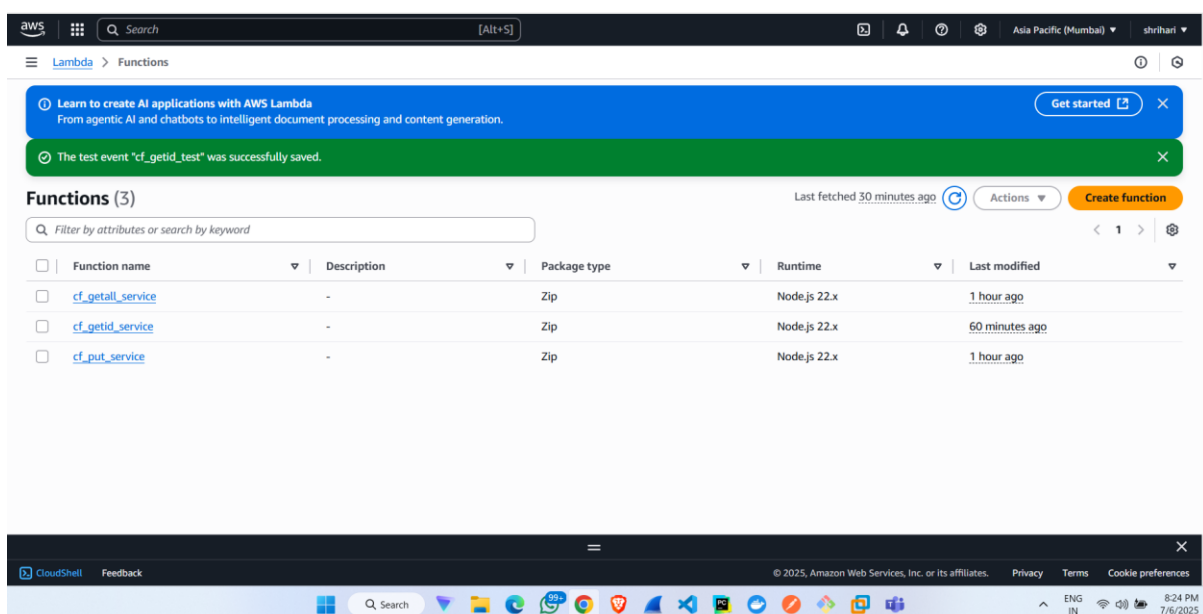 aws Search [Alt+S] Asia Pacific (Mumbai) ▼ shrihari ▼
Lambda > Functions
Learn to create AI applications with AWS Lambda
Get started
From agentic AI and chatbots to intelligent document processing and content generation.
The test event "cf_getid_test" was successfully saved.
Functions (3) Last fetched 30 minutes ago Actions ▼ Create function
Filter by attributes or search by keyword < 1 >
Function name Description Package type Runtime Last modified
cf_getall_service - Zip Node.js 22.x 1 hour ago
cf_getid_service - Zip Node.js 22.x 60 minutes ago
cf_put_service - Zip Node.js 22.x 1 hour ago
CloudShell Feedback © 2025, Amazon Web Services, Inc. or its affiliates. Privacy Terms Cookie preferences
Search 99+ PC ENG 8:24 PM
IN 7/6/2025